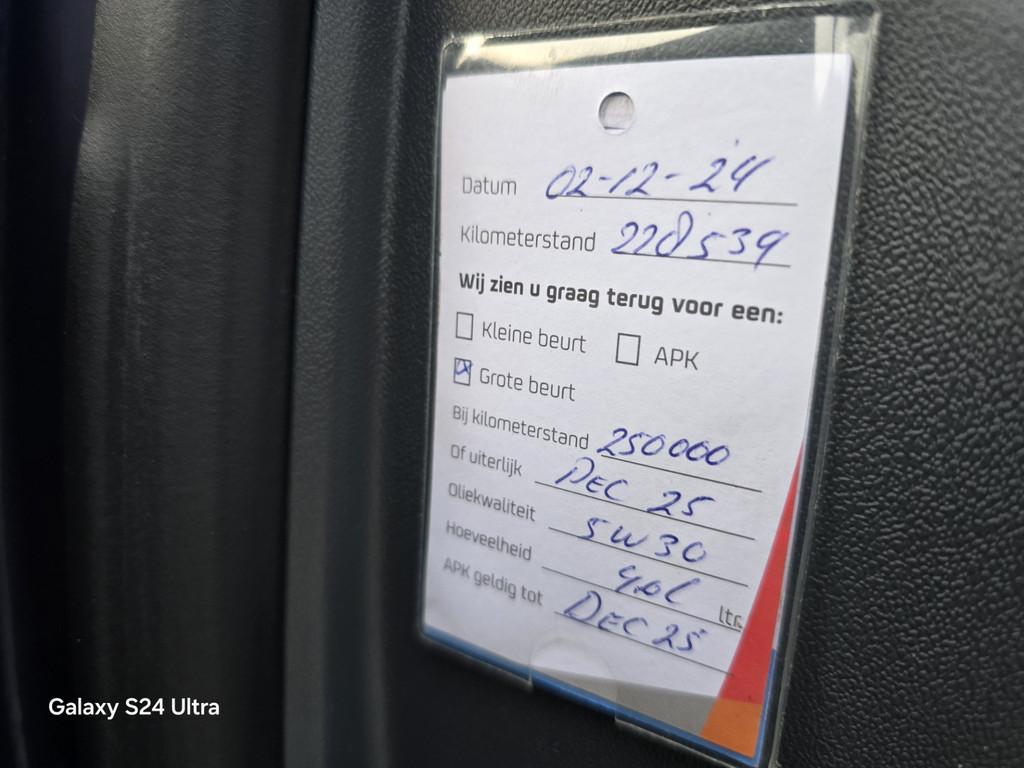 Datum 02-12-24
Kilometerstand 228539
Wij zien u graag terug voor een:
Kleine beurt APK
Grote beurt
Bij kilometerstand 250000
Of uiterlijk DEC 25
Oliekwaliteit 5W30
Hoeveelheid 4,0L ltr.
APK geldig tot DEC 25
Galaxy S24 Ultra